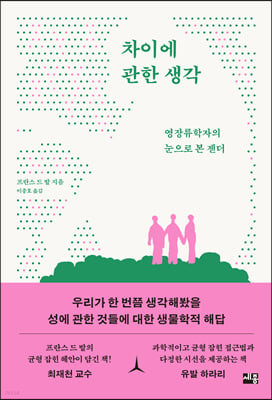 차이에
관한 생각
영장류학자의
눈으로 본 젠더
프란스 드 발 지음
이충호 옮김
우리가 한 번쯤 생각해봤을
성에 관한 것들에 대한 생물학적 해답
프란스 드 발의
균형 잡힌 혜안이 담긴 책!
최재천 교수
과학적이고 균형 잡힌 접근법과
다정한 시선을 제공하는 책
유발 하라리